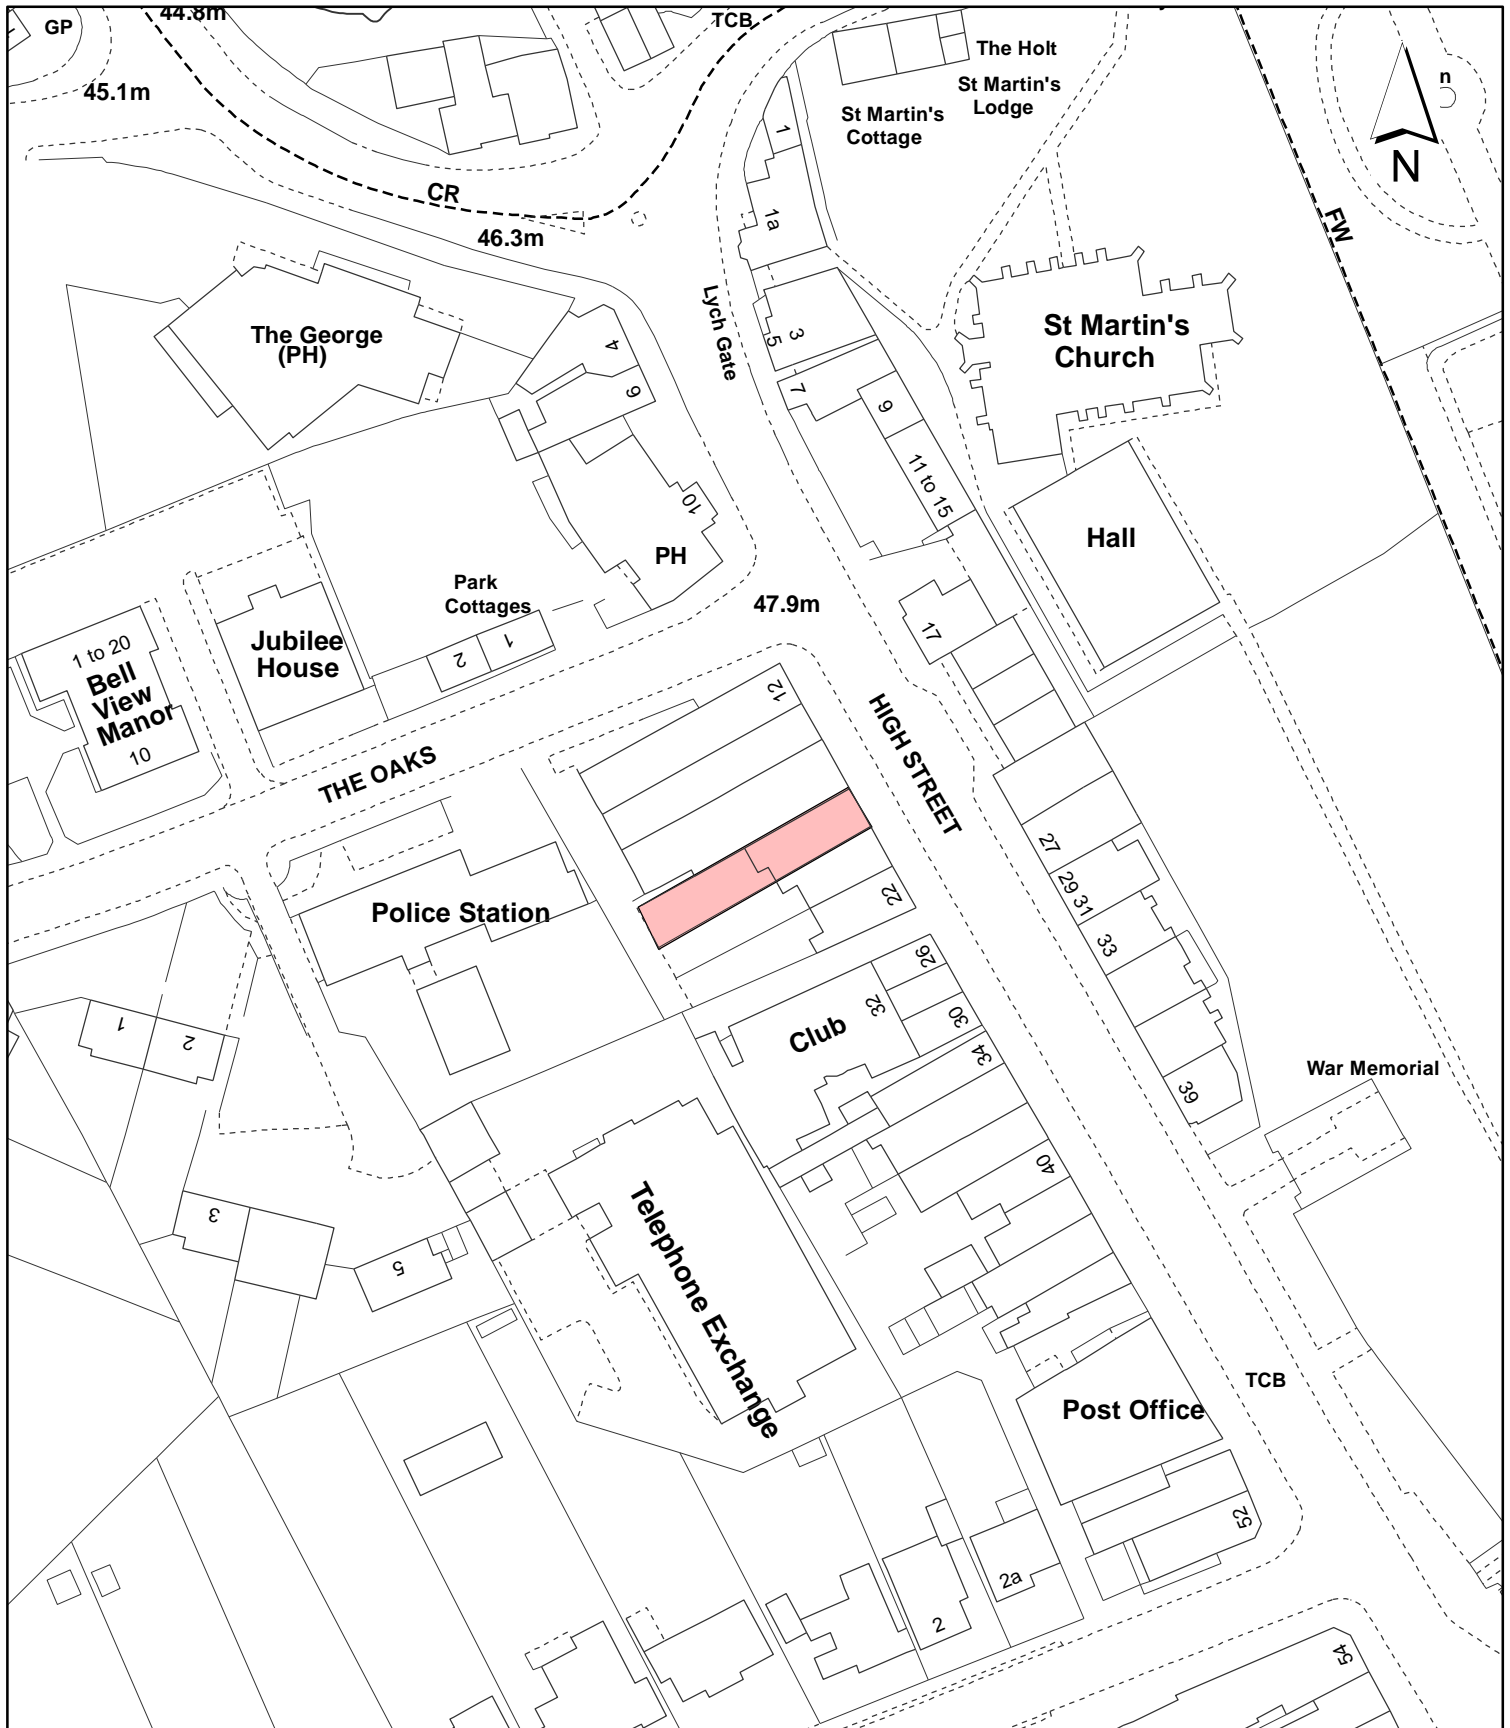 44.8m
GP
TCB
The Holt
St Martin's
Lodge
St Martin's
Cottage
n
N
45.1m
1
CR
1a
46.3m
FW
Lych Gate
The George
(PH)
St Martin's
Church
3
5
4
6
7
9
11 to 15
10
PH
Hall
Park
Cottages
47.9m
1
2
17
1 to 20
Bell
View
Manor
10
Jubilee
House
12
HIGH STREET
THE OAKS
27
29 31
33
22
Police Station
26
32
30
Club
34
1
2
39
War Memorial
40
Telephone Exchange
3
5
TCB
Post Office
52
2a
2
54